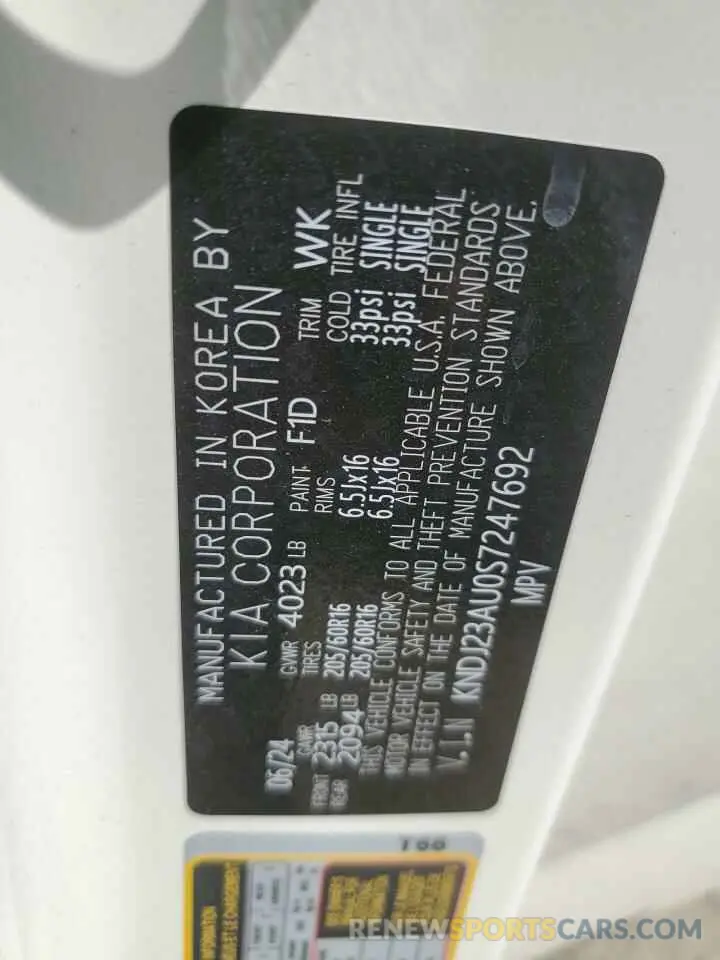 MANUFACTURED IN KOREA BY
KIA CORPORATION
06/24 GVWR 4023 LB PAINT F1D TRIM WK
GAWR TIRES RIMS COLD TIRE INFL
FRONT 2315 LB 205/60R16 6.5Jx16 33psi SINGLE
REAR 2094 LB 205/60R16 6.5Jx16 33psi SINGLE
THIS VEHICLE CONFORMS TO ALL APPLICABLE U.S.A. FEDERAL
MOTOR VEHICLE SAFETY AND THEFT PREVENTION STANDARDS
IN EFFECT ON THE DATE OF MANUFACTURE SHOWN ABOVE.
V.I.N KNDJ23AU0S7247692
MPV
INFORMATION
RENEWSPORTSCARS.COM